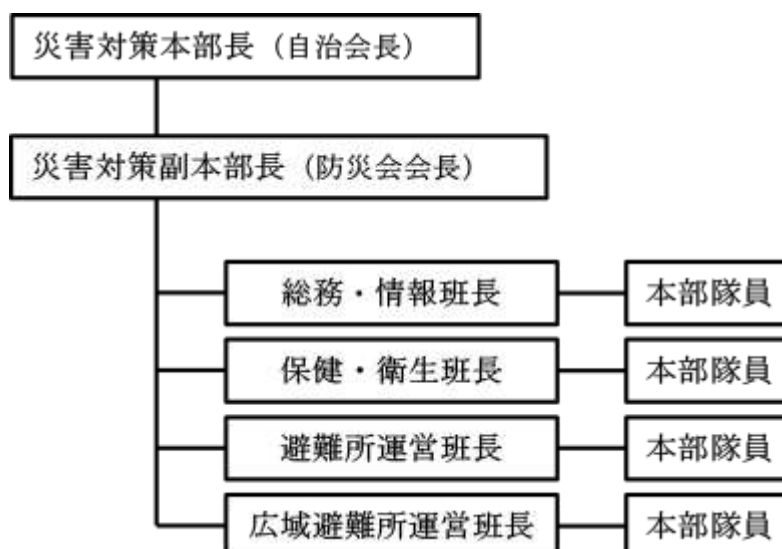 災害対策本部長（自治会長）
災害対策副本部長（防災会会長）
総務・情報班長
本部隊員
保健・衛生班長
本部隊員
避難所運営班長
本部隊員
広域避難所運営班長
本部隊員